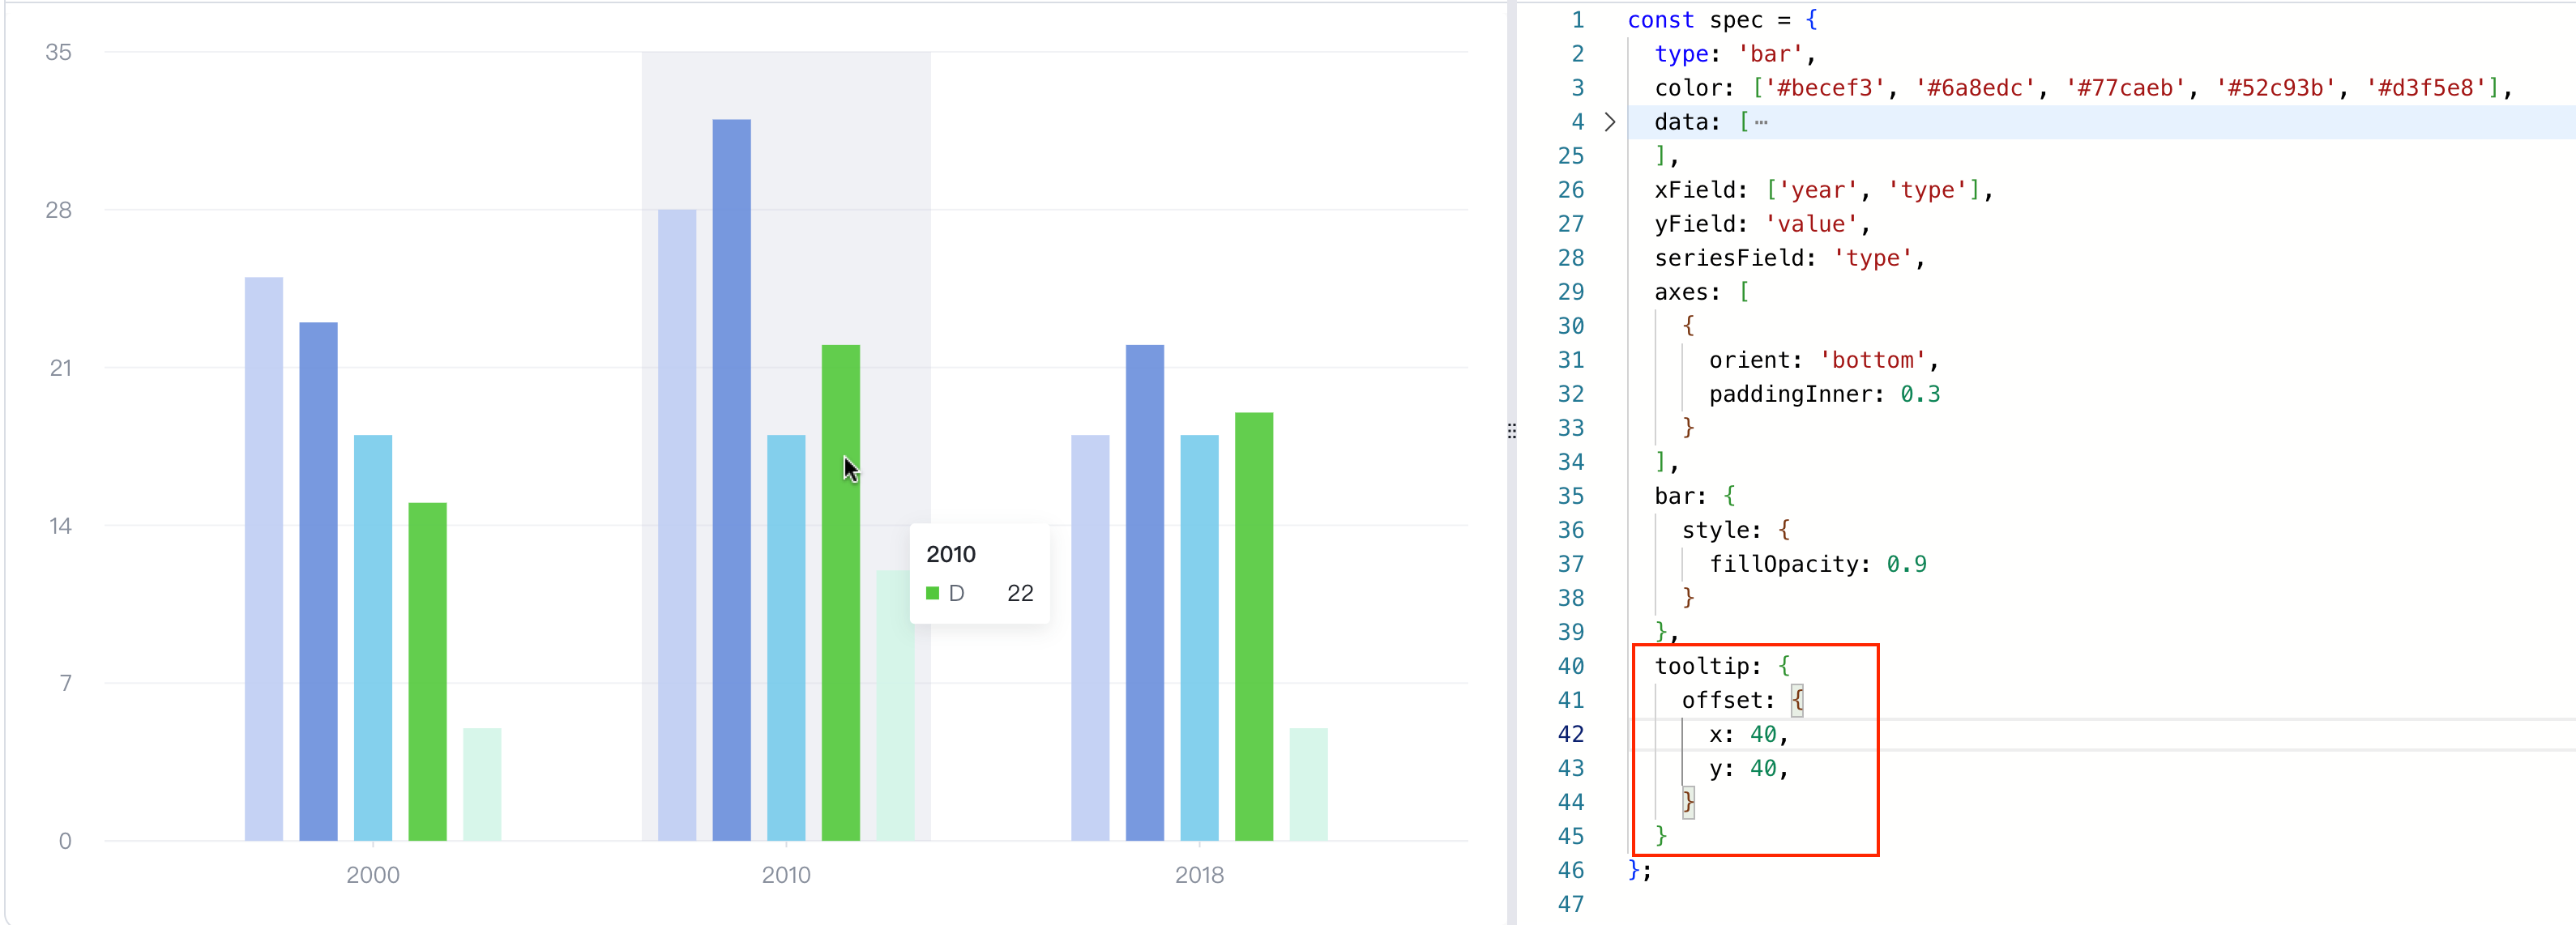 35
28
21
14
7
0
2000
2010
2018
2010
D 22
1 const spec = {
2 type: 'bar',
3 color: ['#becef3', '#6a8edc', '#77caeb', '#52c93b', '#d3f5e8'],
4 data: [⋯
25 ],
26 xField: ['year', 'type'],
27 yField: 'value',
28 seriesField: 'type',
29 axes: [
30 {
31 orient: 'bottom',
32 paddingInner: 0.3
33 }
34 ],
35 bar: {
36 style: {
37 fillOpacity: 0.9
38 }
39 },
40 tooltip: {
41 offset: {
42 x: 40,
43 y: 40,
44 }
45 }
46 };
47